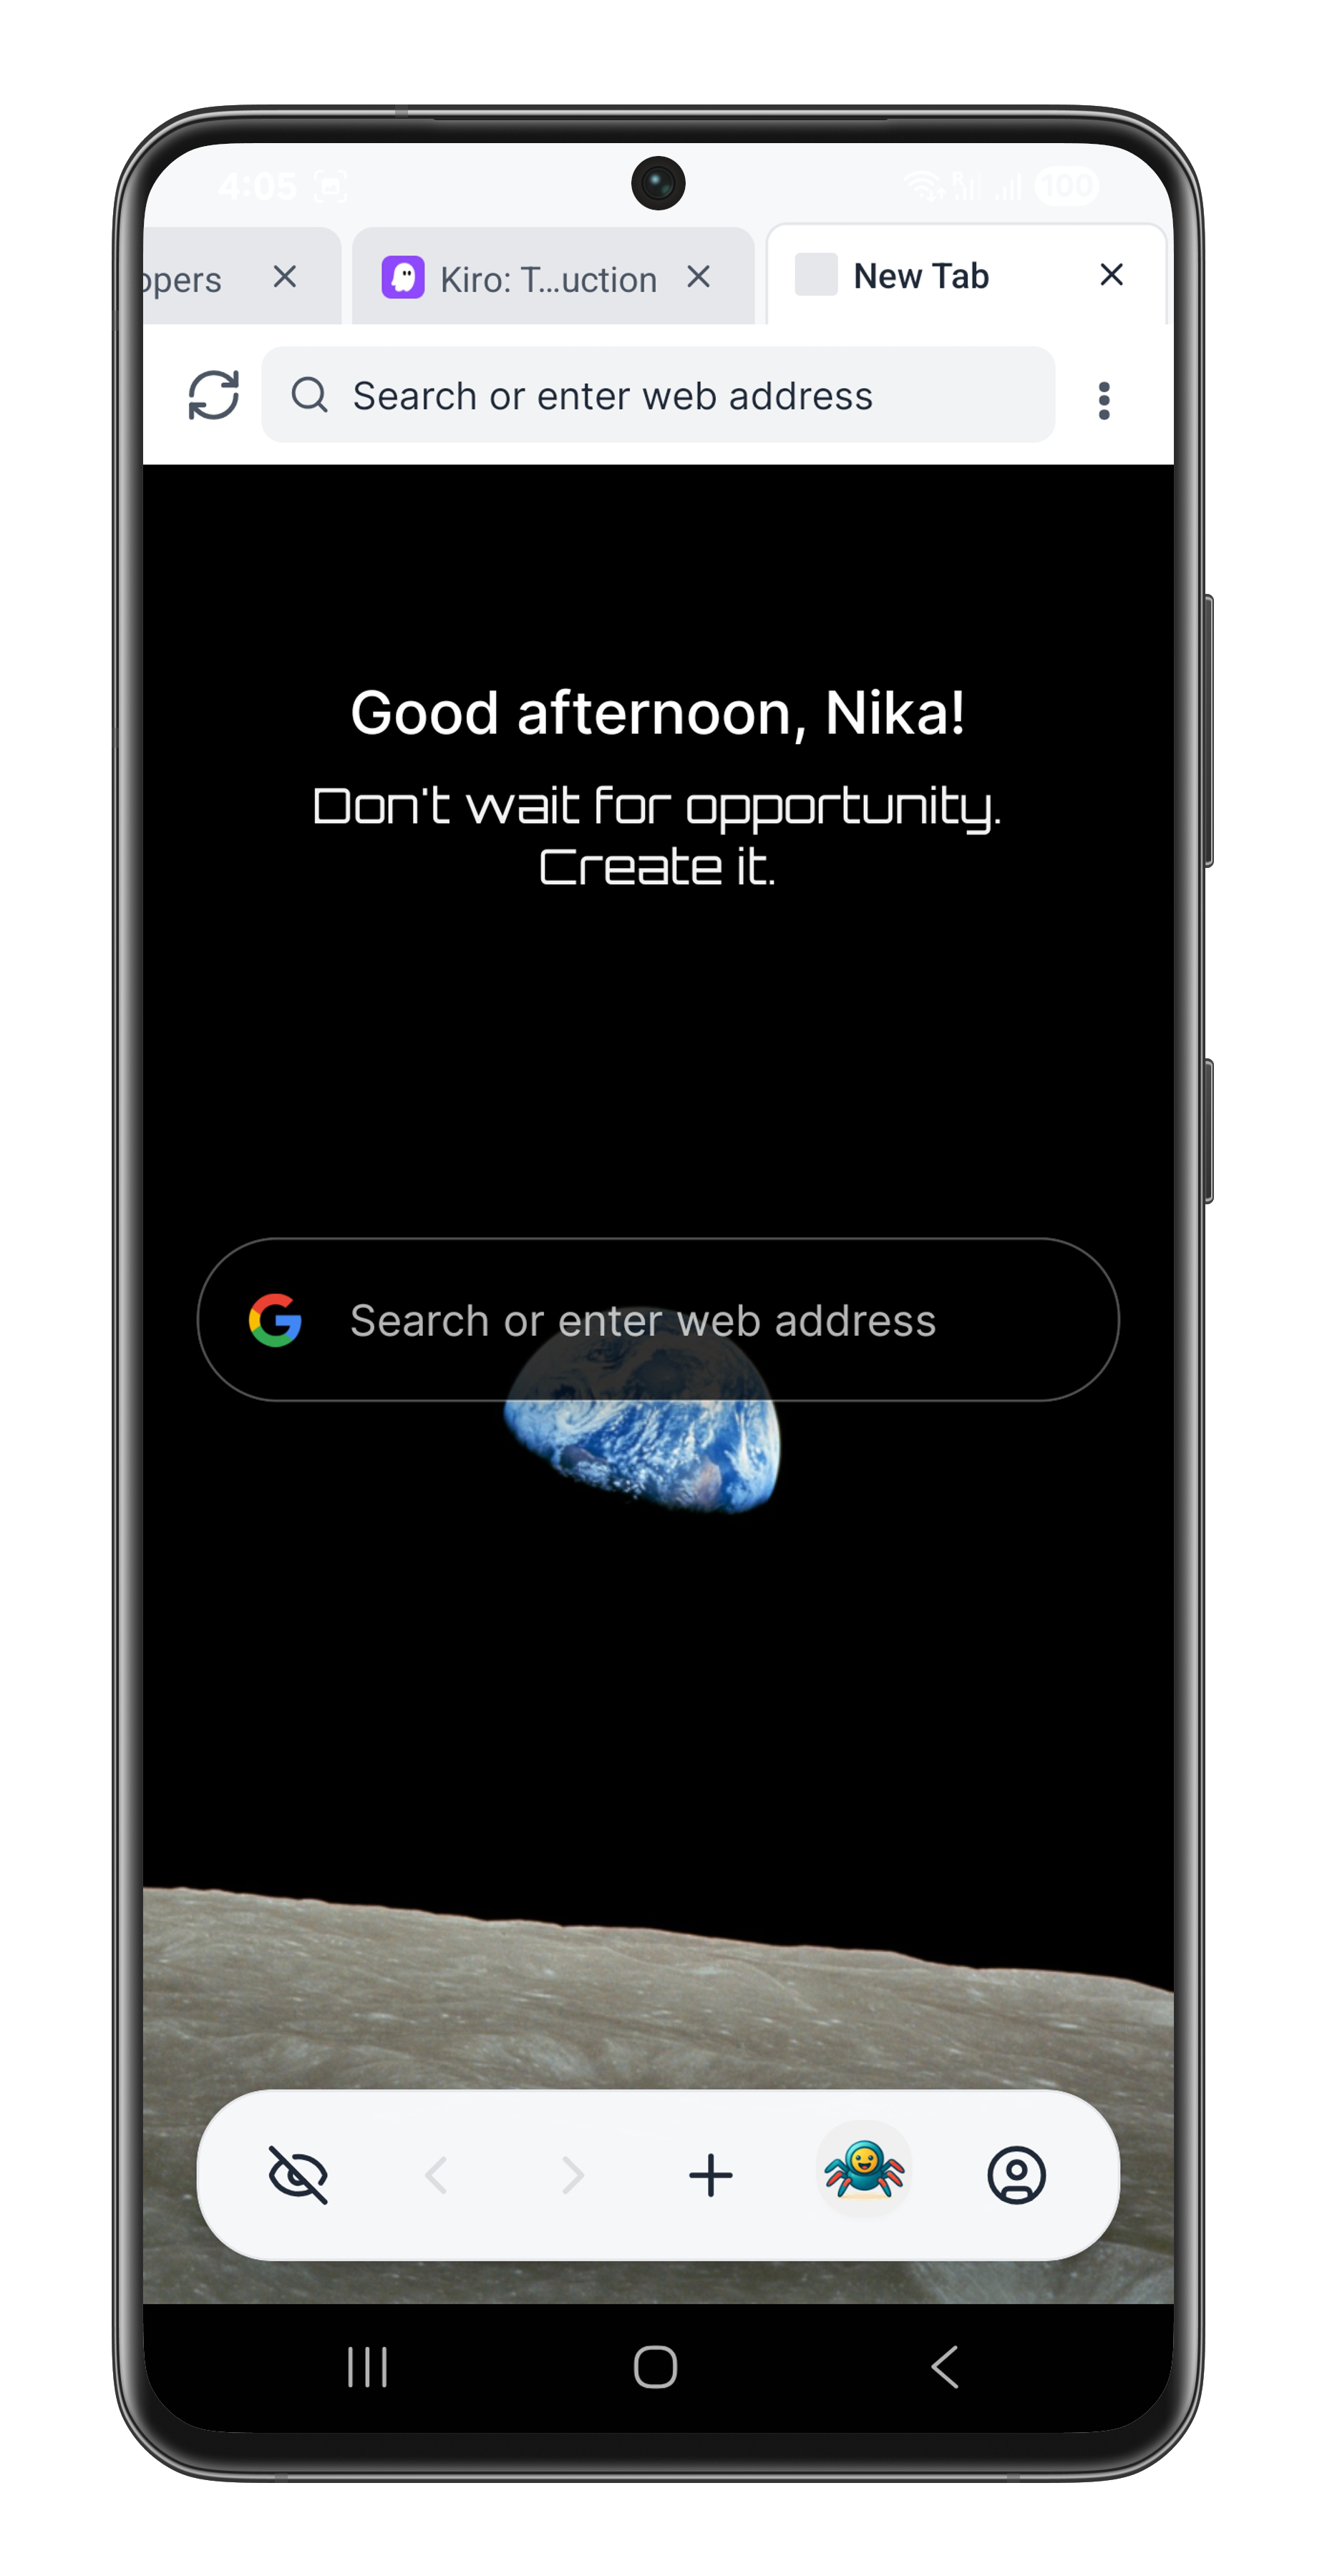 4:05
100
opers
Kiro: T...uction
New Tab
Search or enter web address
Good afternoon, Nika!
Don't wait for opportunity.
Create it.
Search or enter web address